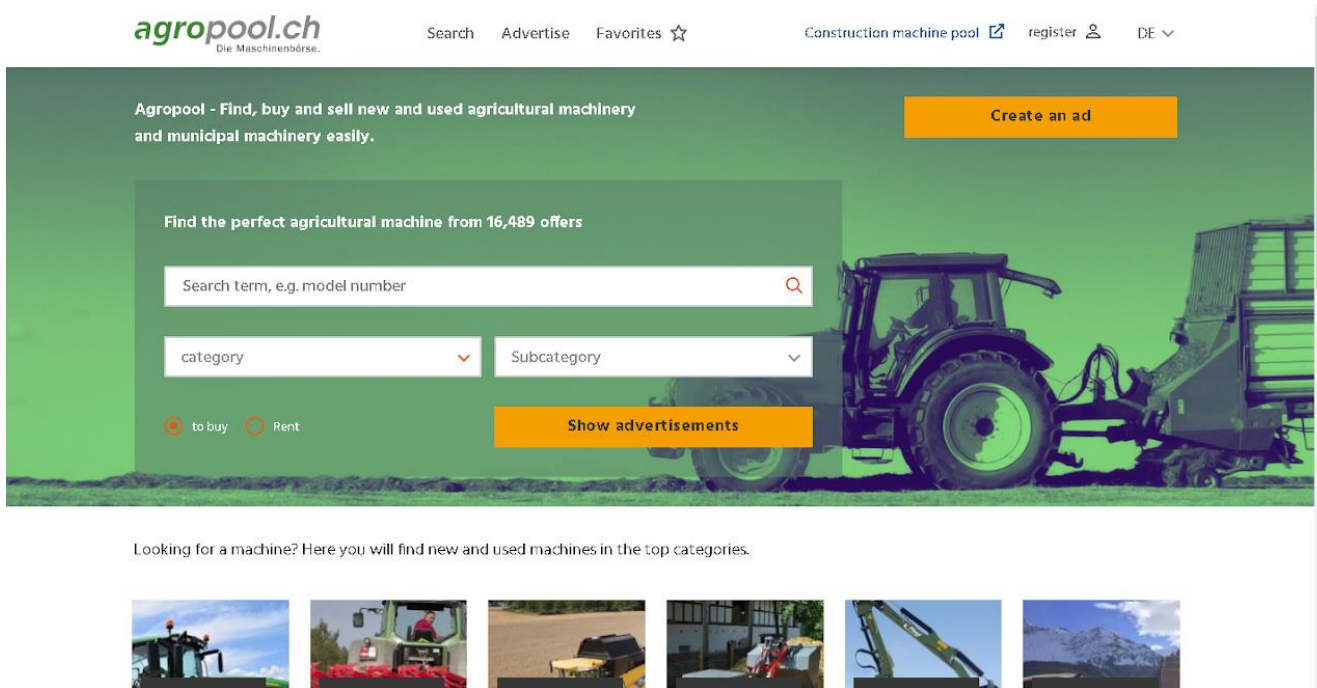 agropool.ch
Die Maschinenbörse.
Search Advertise Favorites
Construction machine pool register DE
Agropool - Find, buy and sell new and used agricultural machinery
and municipal machinery easily.
Create an ad
Find the perfect agricultural machine from 16,489 offers
Search term, e.g. model number
category Subcategory
to buy Rent
Show advertisements
Looking for a machine? Here you will find new and used machines in the top categories.